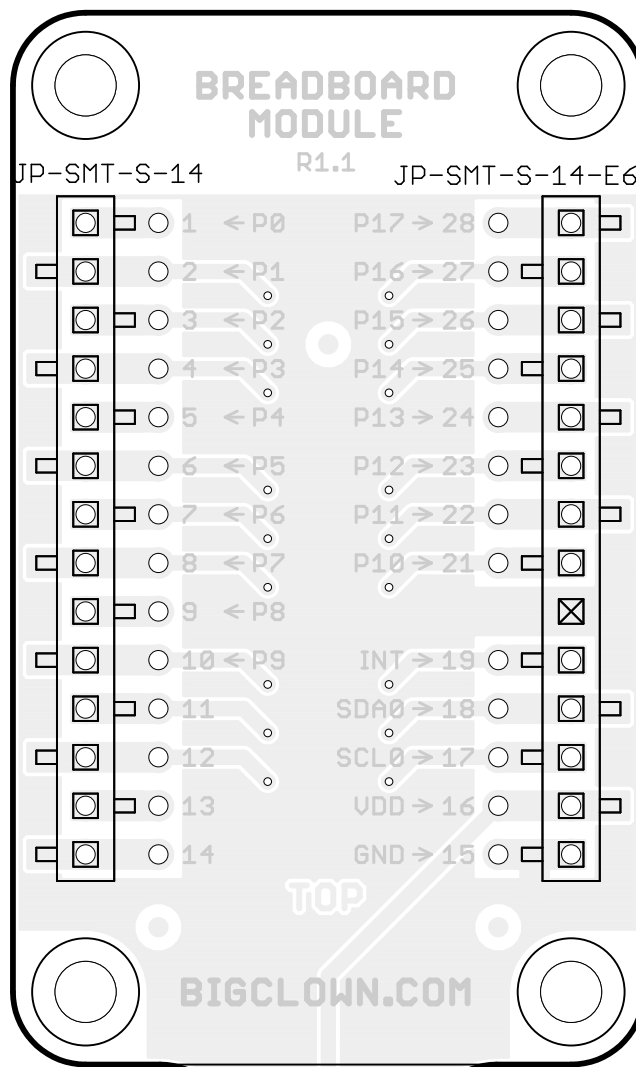 BREADBOARD
MODULE
R1.1
JP-SMT-S-14 JP-SMT-S-14-E6
1 ← P0 P17 → 28
2 ← P1 P16 → 27
3 ← P2 P15 → 26
4 ← P3 P14 → 25
5 ← P4 P13 → 24
6 ← P5 P12 → 23
7 ← P6 P11 → 22
8 ← P7 P10 → 21
9 ← P8
10 ← P9 INT → 19
11 SDA0 → 18
12 SCL0 → 17
13 VDD → 16
14 GND → 15
TOP
BIGCLOWN.COM